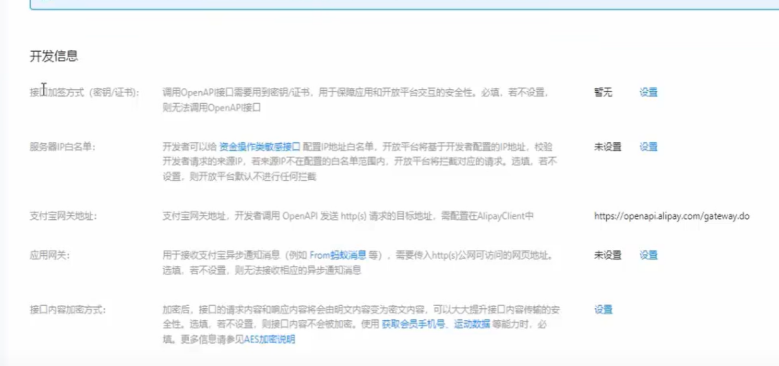 开发信息
接口加签方式（密钥/证书）: 调用OpenAPI接口需要用到密钥/证书，用于保障应用和开放平台交互的安全性。必填，若不设置， 暂无 设置
则无法调用OpenAPI接口
服务器IP白名单: 开发者可以给 资金操作类敏感接口 配置IP地址白名单，开放平台将基于开发者配置的IP地址，校验 未设置 设置
开发者请求的来源IP，若来源IP不在配置的白名单范围内，开放平台将拦截对应的请求。选填，若不
设置，则开放平台默认不进行任何拦截
支付宝网关地址: 支付宝网关地址，开发者调用 OpenAPI 发送 http(s) 请求的目标地址，需配置在AlipayClient中 https://openapi.alipay.com/gateway.do
应用网关: 用于接收支付宝异步通知消息（例如 From蚂蚁消息 等），需要传入http(s)公网可访问的网页地址。 未设置 设置
选填，若不设置，则无法接收相应的异步通知消息
接口内容加密方式: 加密后，接口的请求内容和响应内容将会由明文内容变为密文内容，可以大大提升接口内容传输的安 设置
全性。选填，若不设置，则接口内容不会被加密。使用 获取会员手机号、运动数据 等能力时，必
填。更多信息请参见AES加密说明